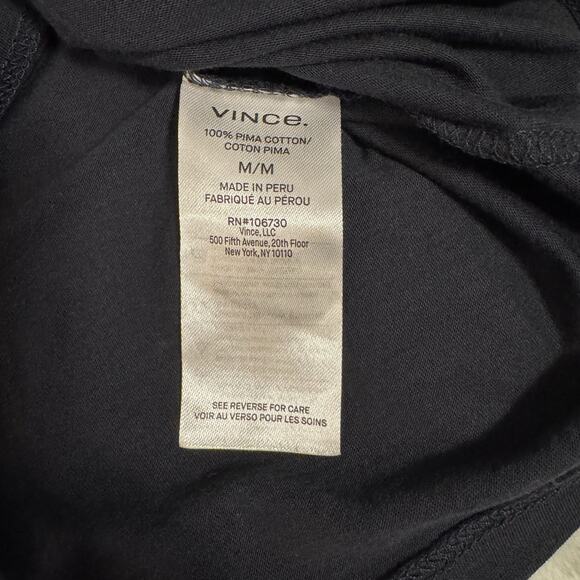 VINCE.
100% PIMA COTTON/
COTON PIMA
M/M
MADE IN PERU
FABRIQUÉ AU PÉROU
RN#106730
Vince, LLC
500 Fifth Avenue, 20th Floor
New York, NY 10110
SEE REVERSE FOR CARE
VOIR AU VERSO POUR LES SOINS